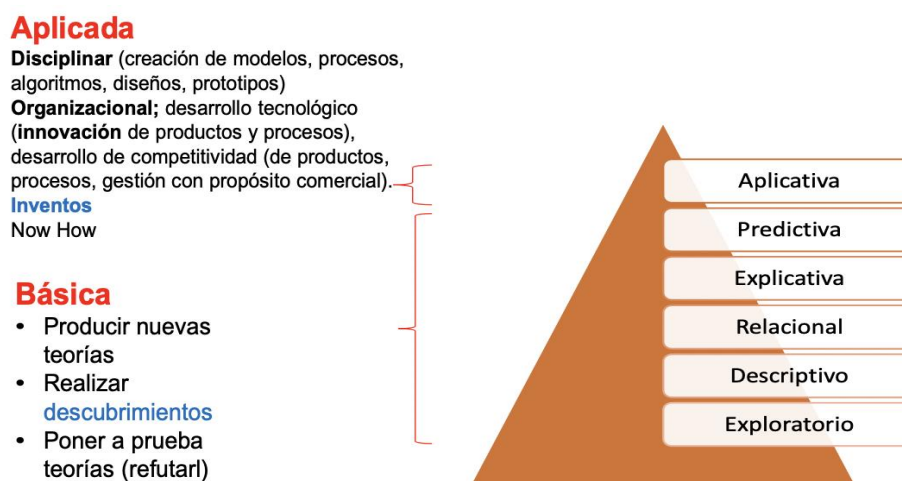 Aplicada
Disciplinar (creación de modelos, procesos,
algoritmos, diseños, prototipos)
Organizacional; desarrollo tecnológico
(innovación de productos y procesos),
desarrollo de competitividad (de productos,
procesos, gestión con propósito comercial).
Inventos
Now How
Básica
• Producir nuevas
teorías
• Realizar
descubrimientos
• Poner a prueba
teorías (refutarl)
Aplicativa
Predictiva
Explicativa
Relacional
Descriptivo
Exploratorio